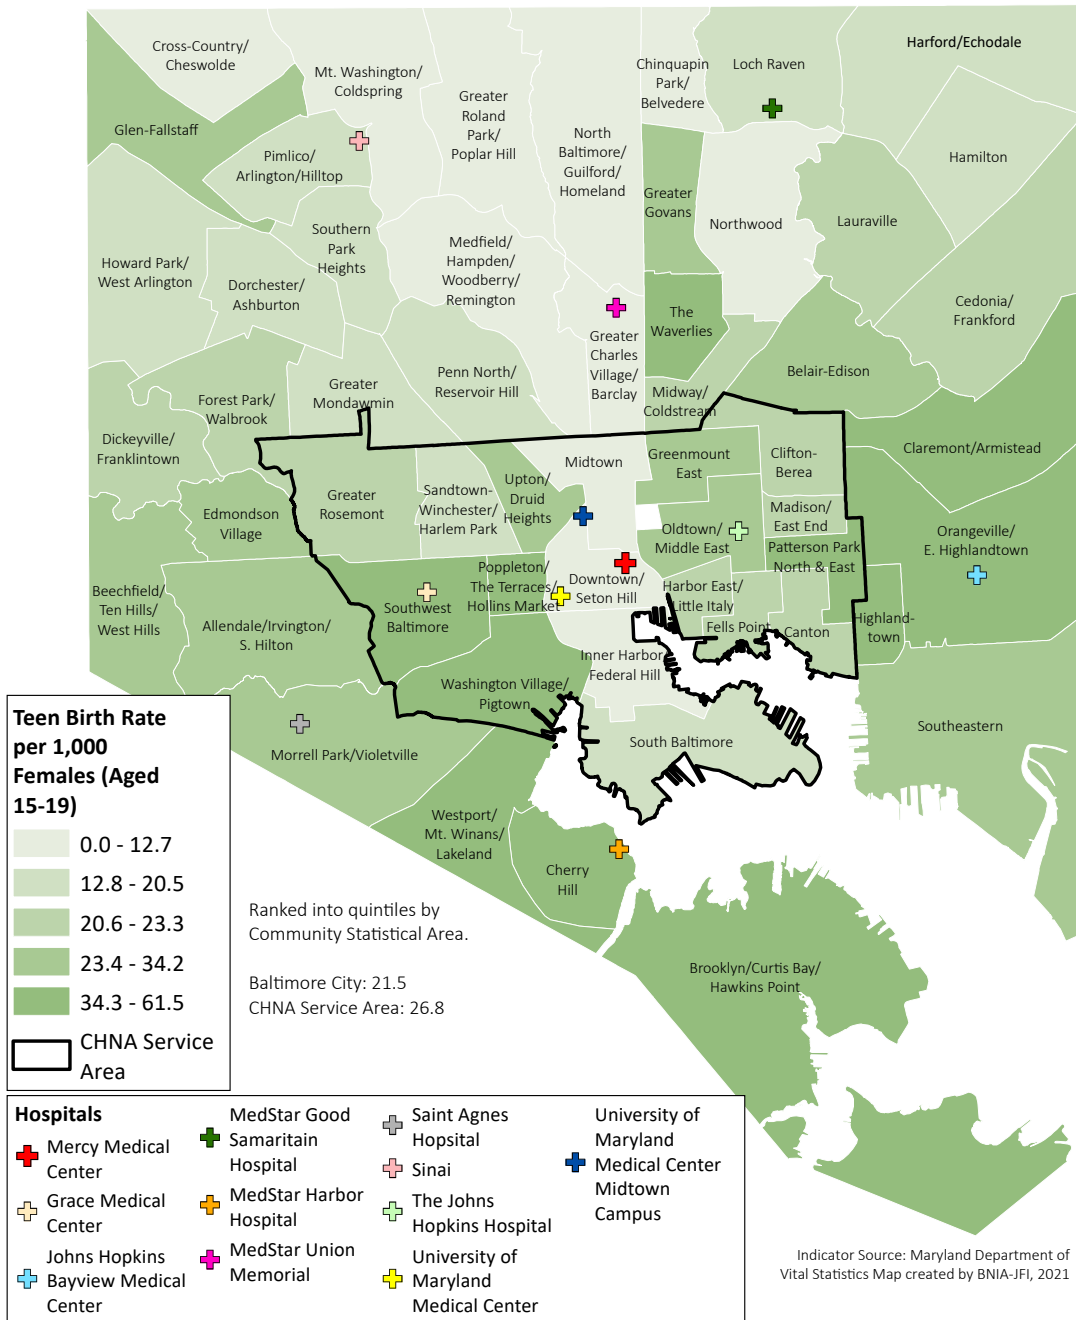 Cross-Country/
Cheswolde
Mt. Washington/
Coldspring
Greater
Roland
Park/
Poplar Hill
North
Baltimore/
Guilford/
Homeland
Chinquapin
Park/
Belvedere
Loch Raven
Harford/Echodale
Glen-Fallstaff
Pimlico/
Arlington/Hilltop
Hamilton
Greater
Govans
Northwood
Lauraville
Howard Park/
West Arlington
Southern
Park
Heights
Dorchester/
Ashburton
Medfield/
Hampden/
Woodberry/
Remington
The
Waverlies
Cedonia/
Frankford
Greater
Charles
Village/
Barclay
Penn North/
Reservoir Hill
Greater
Mondawmin
Forest Park/
Walbrook
Midway/
Coldstream
Belair-Edison
Dickeyville/
Franklintown
Claremont/Armistead
Midtown
Greenmount
East
Clifton-
Berea
Upton/
Druid
Heights
Sandtown-
Winchester/
Harlem Park
Greater
Rosemont
Edmondson
Village
Madison/
East End
Oldtown/
Middle East
Orangeville/
E. Highlandtown
Patterson Park
North & East
Beechfield/
Ten Hills/
West Hills
Poppleton/
The Terraces/
Hollins Market
Downtown/
Seton Hill
Harbor East/
Little Italy
Southwest
Baltimore
Allendale/Irvington/
S. Hilton
Fells Point
Canton
Highland-
town
Inner Harbor/
Federal Hill
Washington Village/
Pigtown
Southeastern
South Baltimore
Morrell Park/Violetville
Westport/
Mt. Winans/
Lakeland
Cherry
Hill
Brooklyn/Curtis Bay/
Hawkins Point
Teen Birth Rate
per 1,000
Females (Aged
15-19)
0.0 - 12.7
12.8 - 20.5
20.6 - 23.3
23.4 - 34.2
34.3 - 61.5
CHNA Service
Area
Ranked into quintiles by
Community Statistical Area.
Baltimore City: 21.5
CHNA Service Area: 26.8
Hospitals
Mercy Medical
Center
Grace Medical
Center
Johns Hopkins
Bayview Medical
Center
MedStar Good
Samaritain
Hospital
MedStar Harbor
Hospital
MedStar Union
Memorial
Saint Agnes
Hopsital
Sinai
The Johns
Hopkins Hospital
University of
Maryland
Medical Center
University of
Maryland
Medical Center
Midtown
Campus
Indicator Source: Maryland Department of
Vital Statistics Map created by BNIA-JFI, 2021